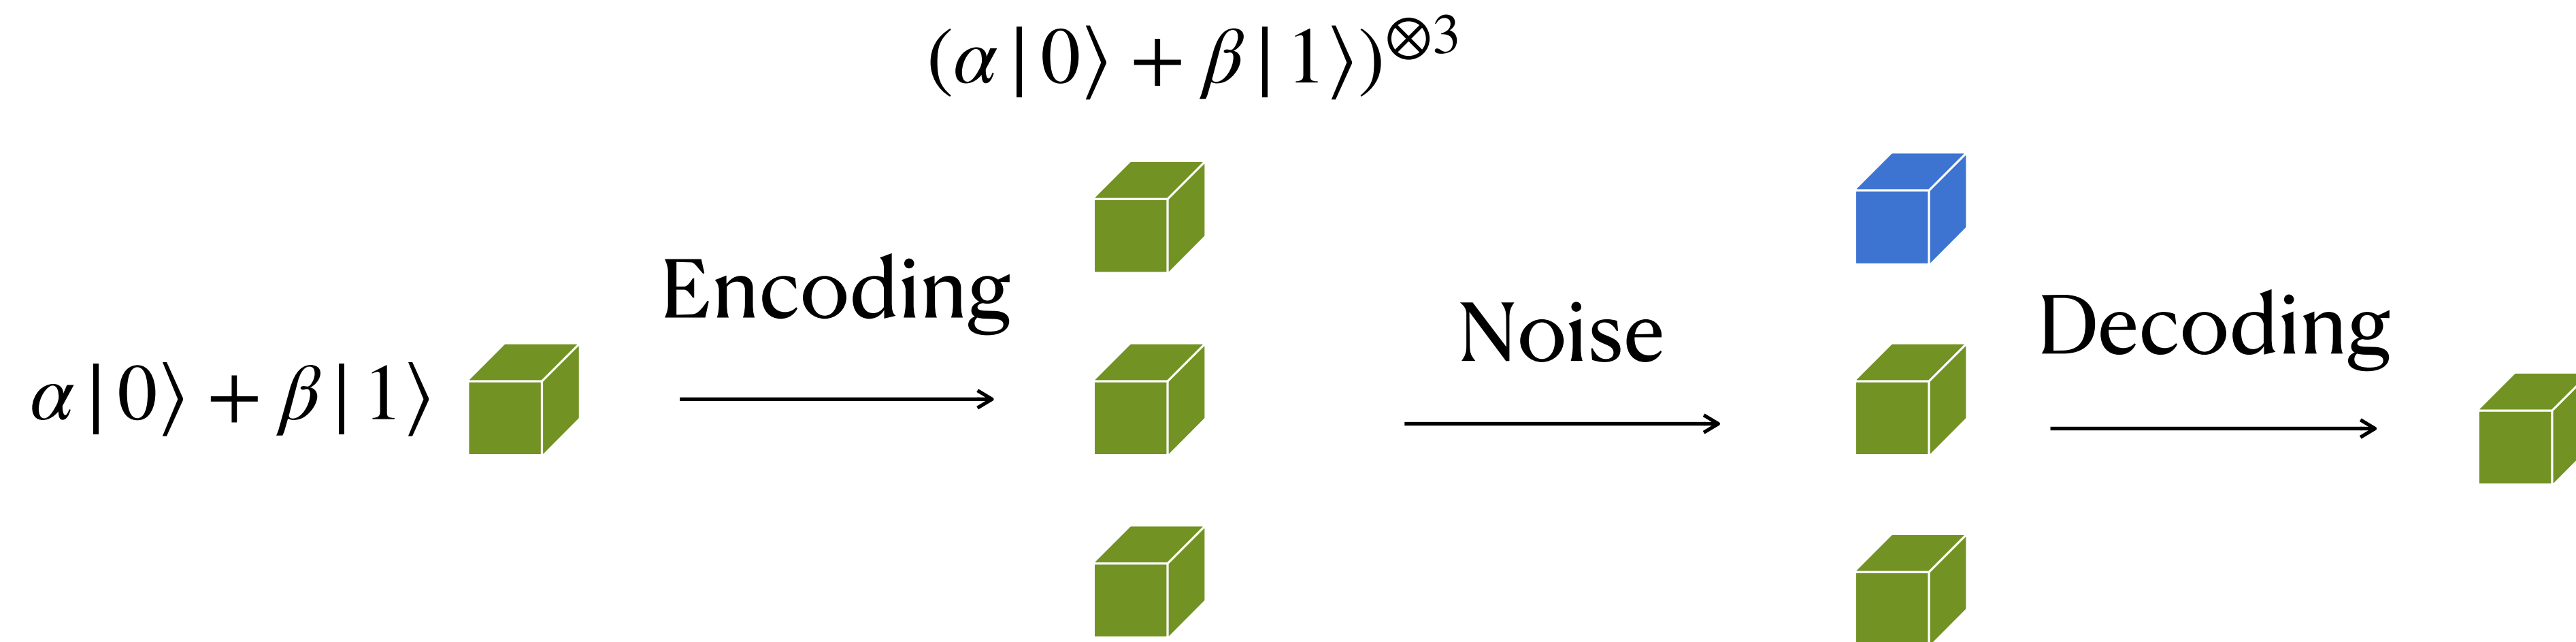 (α|0⟩ + β|1⟩)⊗3
Encoding
Noise
Decoding
α|0⟩ + β|1⟩